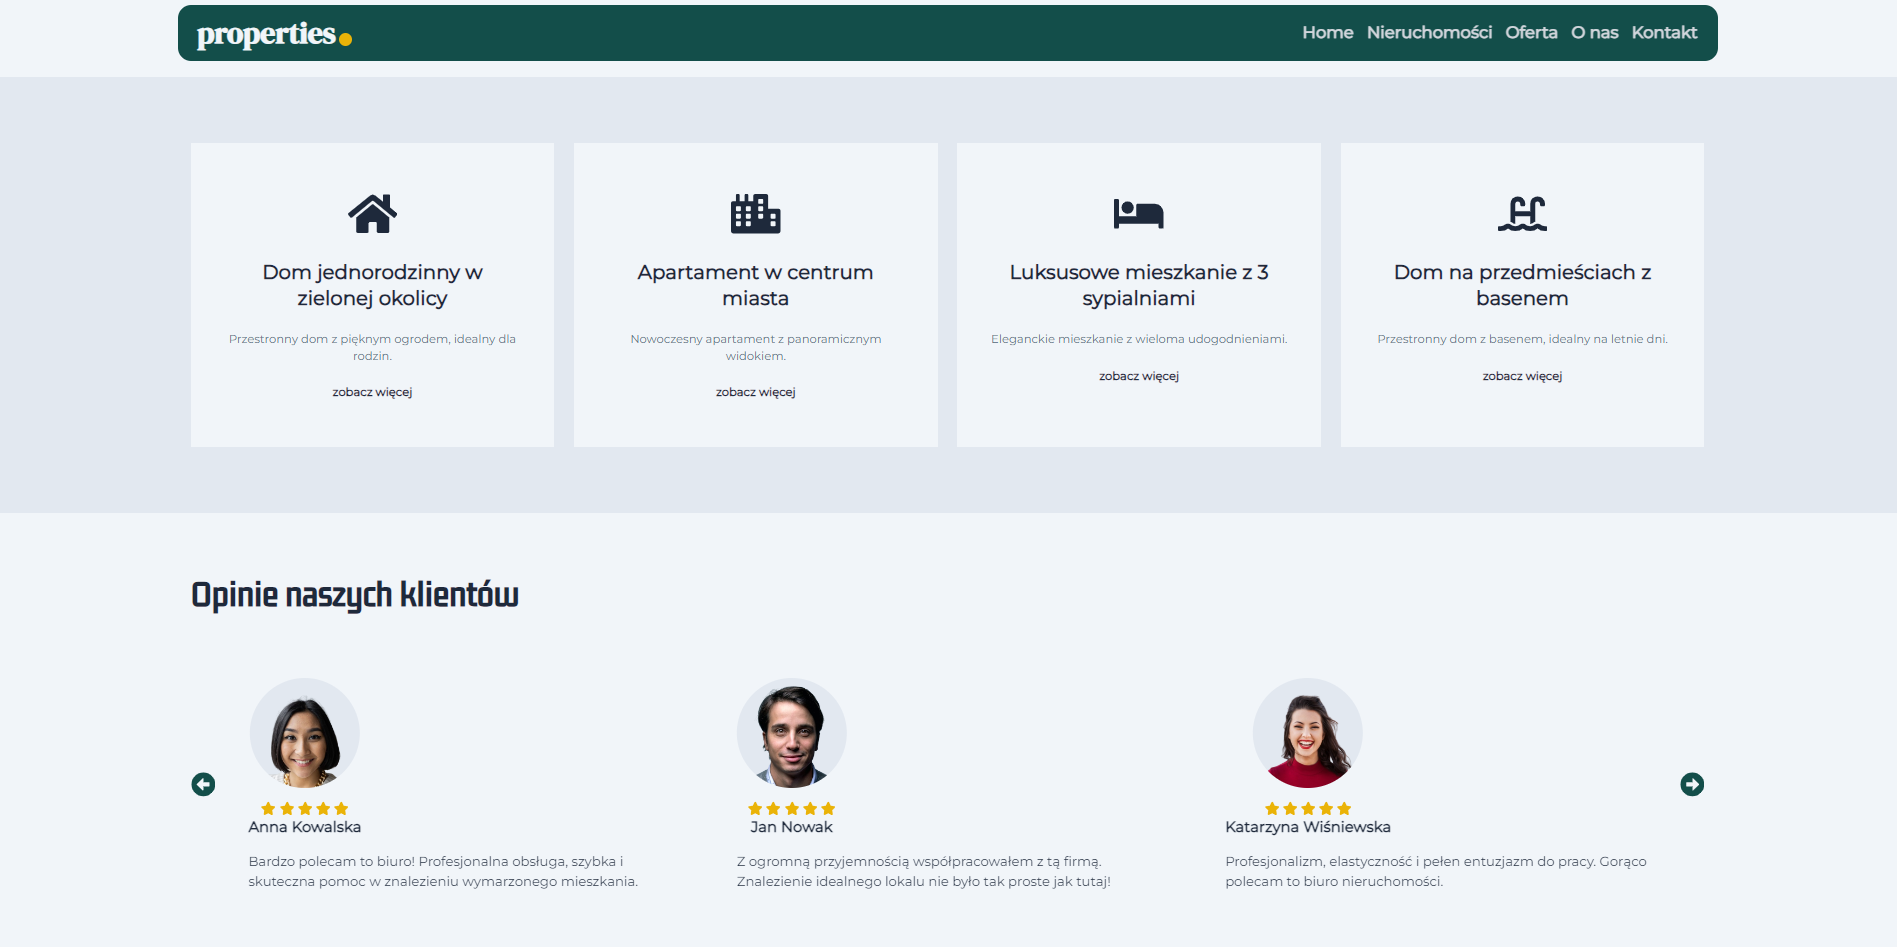 properties.
Home Nieruchomości Oferta O nas Kontakt
Dom jednorodzinny w
zielonej okolicy
Przestronny dom z pięknym ogrodem, idealny dla
rodzin.
zobacz więcej
Apartament w centrum
miasta
Nowoczesny apartament z panoramicznym
widokiem.
zobacz więcej
Luksusowe mieszkanie z 3
sypialniami
Eleganckie mieszkanie z wieloma udogodnieniami.
zobacz więcej
Dom na przedmieściach z
basenem
Przestronny dom z basenem, idealny na letnie dni.
zobacz więcej
Opinie naszych klientów
Anna Kowalska
Bardzo polecam to biuro! Profesjonalna obsługa, szybka i
skuteczna pomoc w znalezieniu wymarzonego mieszkania.
Jan Nowak
Z ogromną przyjemnością współpracowałem z tą firmą.
Znalezienie idealnego lokalu nie było tak proste jak tutaj!
Katarzyna Wiśniewska
Profesjonalizm, elastyczność i pełen entuzjazm do pracy. Gorąco
polecam to biuro nieruchomości.